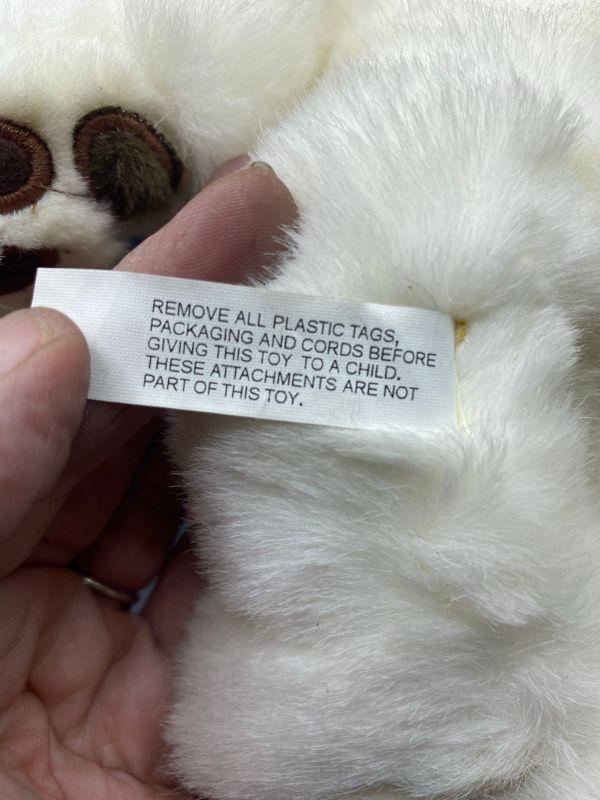 REMOVE ALL PLASTIC TAGS,
PACKAGING AND CORDS BEFORE
GIVING THIS TOY TO A CHILD.
THESE ATTACHMENTS ARE NOT
PART OF THIS TOY.